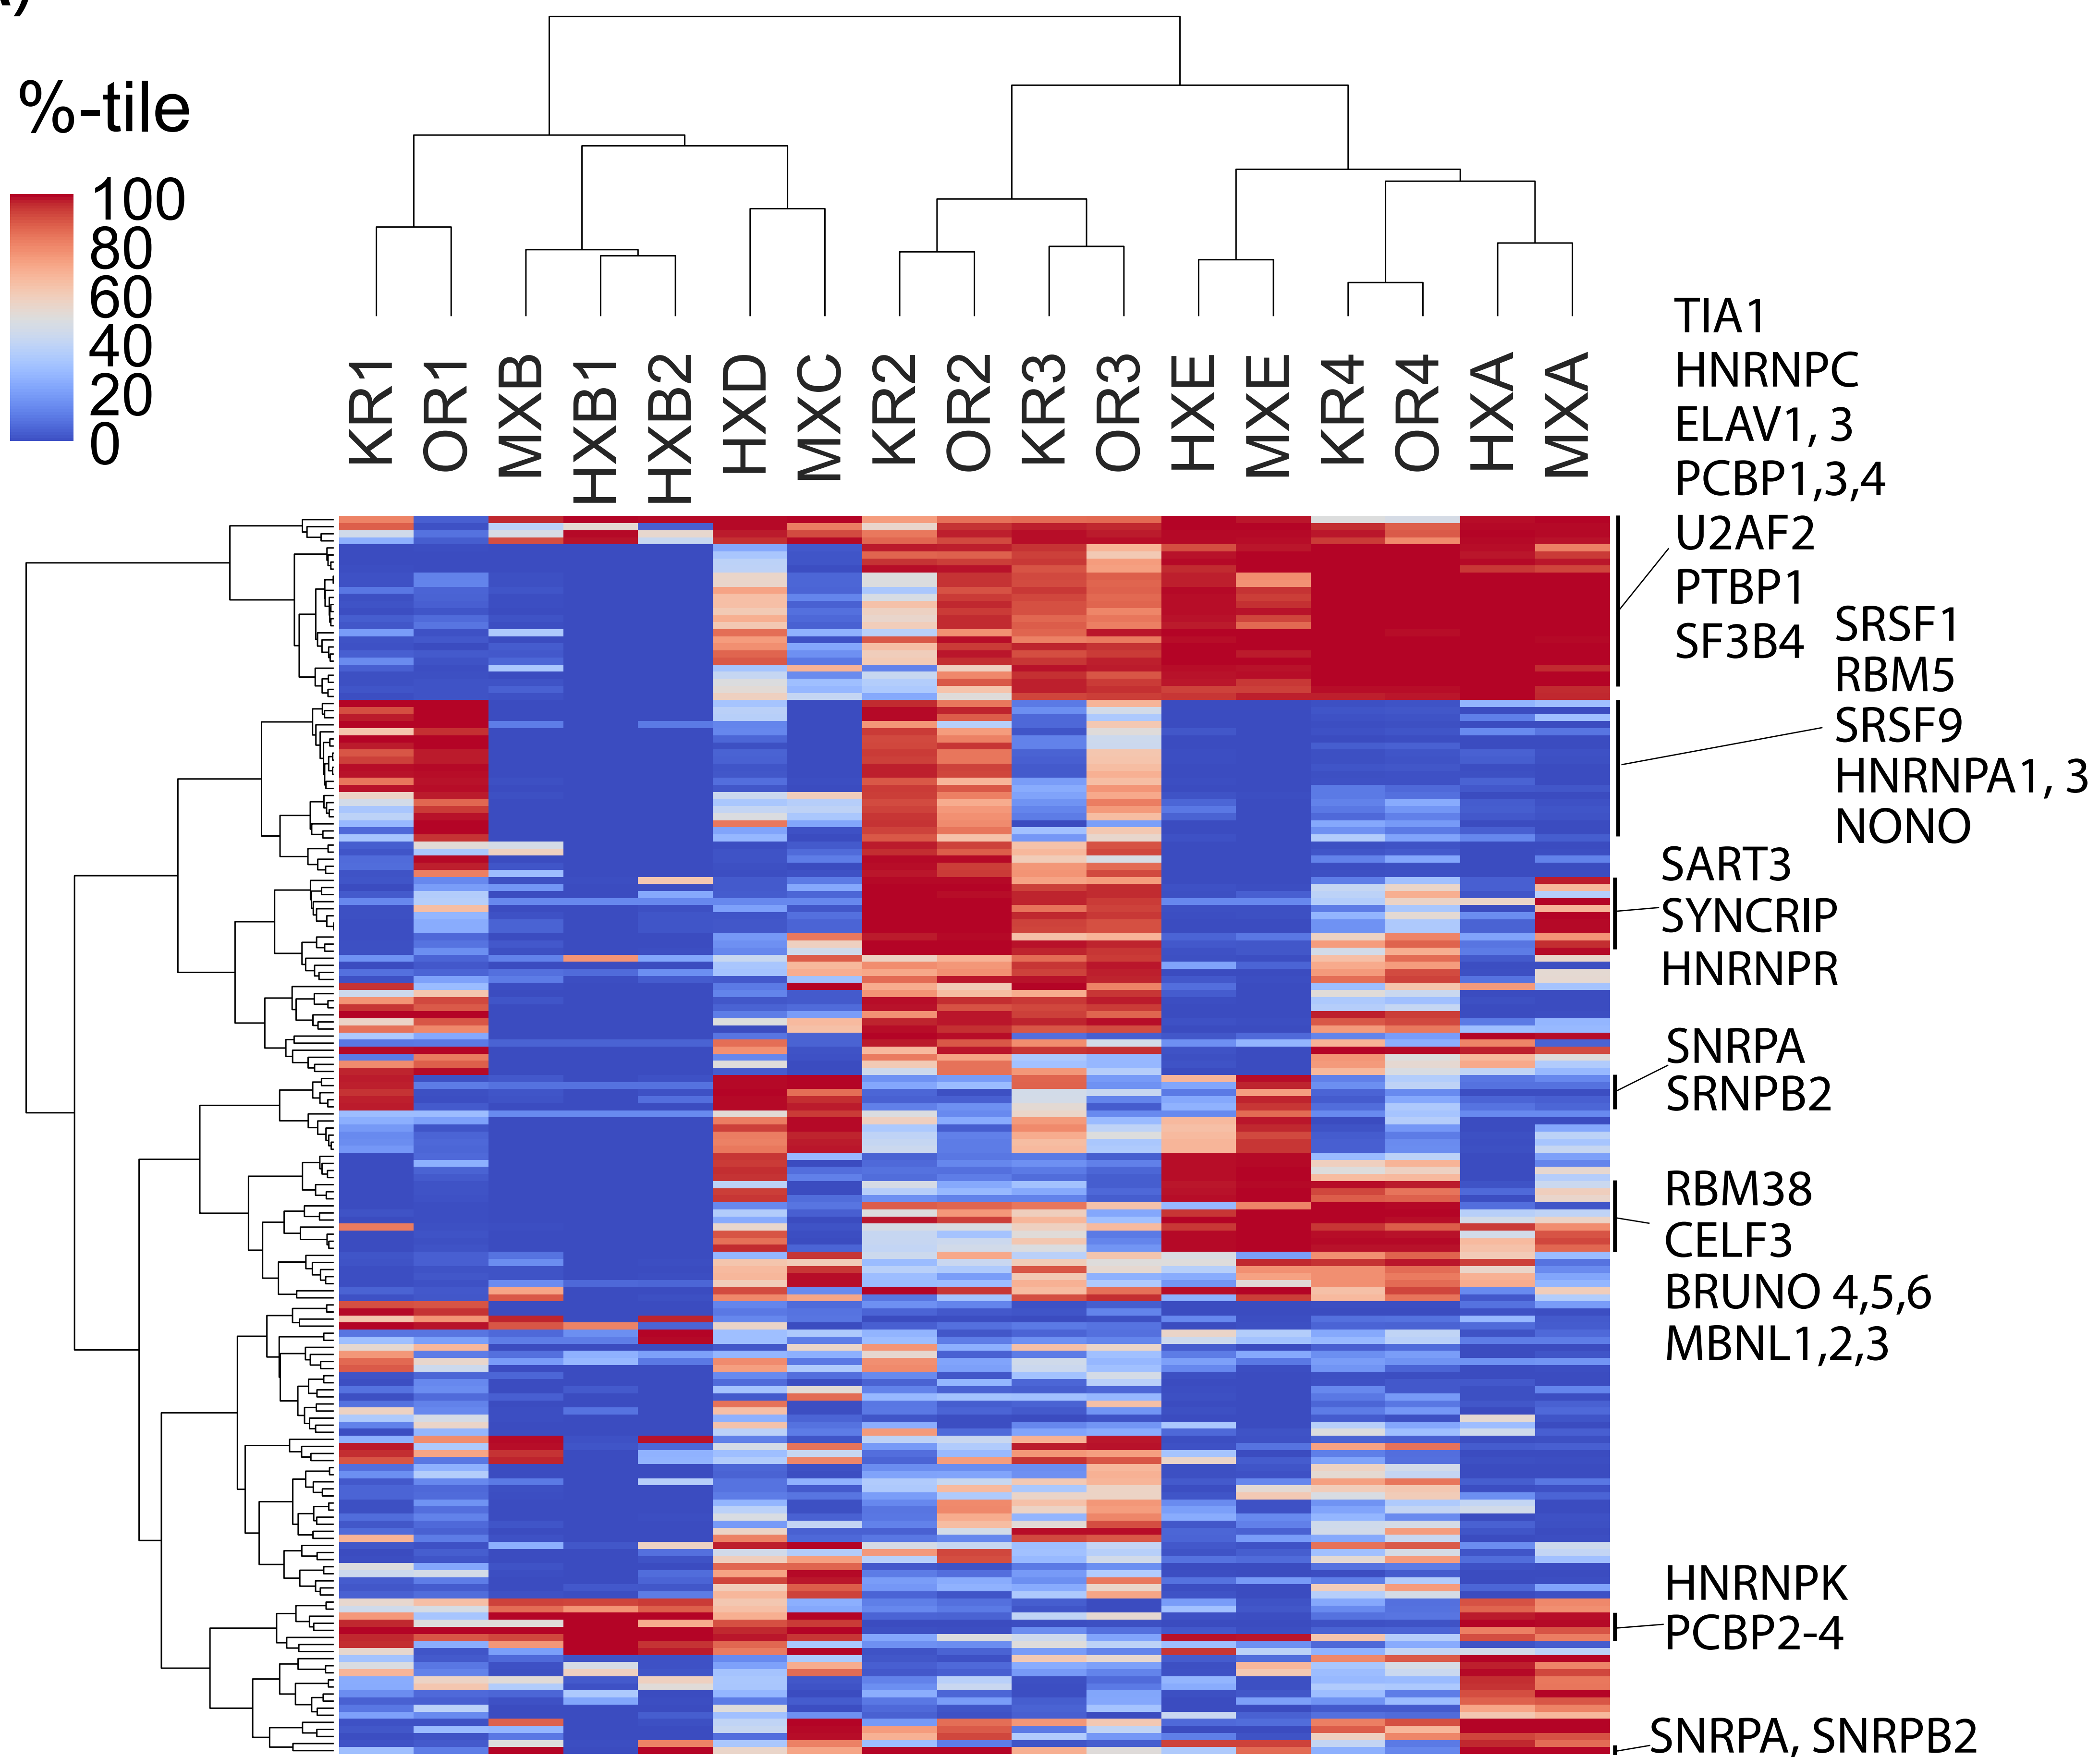 %-tile
100
80
60
40
20
0
KR1
OR1
MXB
HXB1
HXB2
HXD
MXC
KR2
OR2
KR3
OR3
HXE
MXE
KR4
OR4
HXA
MXA
TIA1
HNRNPC
ELAV1, 3
PCBP1,3,4
U2AF2
PTBP1
SF3B4
SRSF1
RBM5
SRSF9
HNRNPA1, 3
NONO
SART3
SYNCRIP
HNRNPR
SNRPA
SRNPB2
RBM38
CELF3
BRUNO 4,5,6
MBNL1,2,3
HNRNPK
PCBP2-4
SNRPA, SNRPB2